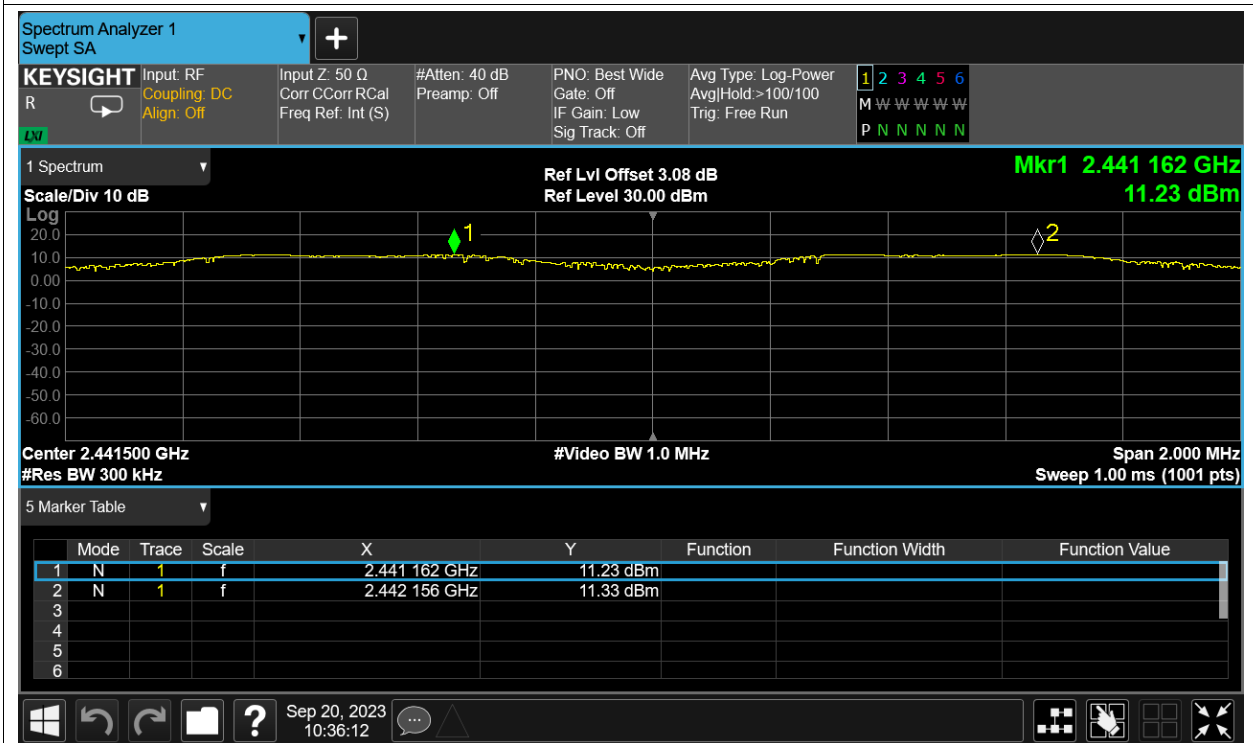 Spectrum Analyzer 1
Swept SA
KEYSIGHT
R
LXI
Input: RF
Coupling: DC
Align: Off
Input Z: 50 Ω
Corr CCorr RCal
Freq Ref: Int (S)
#Atten: 40 dB
Preamp: Off
PNO: Best Wide
Gate: Off
IF Gain: Low
Sig Track: Off
Avg Type: Log-Power
Avg|Hold:>100/100
Trig: Free Run
1 2 3 4 5 6
M W W W W W
P N N N N N
1 Spectrum
Scale/Div 10 dB
Ref Lvl Offset 3.08 dB
Ref Level 30.00 dBm
Mkr1 2.441 162 GHz
11.23 dBm
Log
20.0
10.0
0.00
-10.0
-20.0
-30.0
-40.0
-50.0
-60.0
1
2
Center 2.441500 GHz
#Video BW 1.0 MHz
Span 2.000 MHz
#Res BW 300 kHz
Sweep 1.00 ms (1001 pts)
5 Marker Table
Mode Trace Scale X Y Function Function Width Function Value
1 N 1 f 2.441 162 GHz 11.23 dBm
2 N 1 f 2.442 156 GHz 11.33 dBm
3
4
5
6
?
Sep 20, 2023
10:36:12